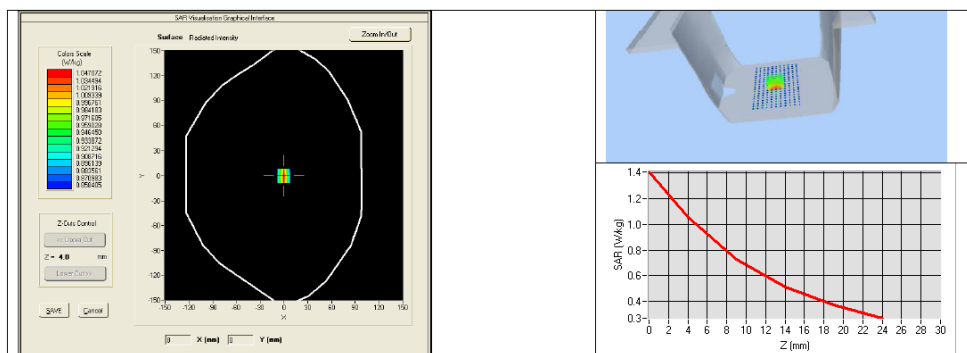 SAR Visualisation Graphical Interface
Surface Radiated Intensity
Zoom In/Out
Colors Scale
(W/kg)
1.047072
1.034494
1.021916
1.009339
0.996761
0.984183
0.971605
0.959028
0.946450
0.933872
0.921294
0.908716
0.896139
0.883561
0.870983
0.858405
Z-Cuts Control
<< Upper Cut
Z = 4.0 mm
SAVE
Cancel
150
120
90
60
30
0
-30
-60
-90
-120
-150
Y
-150 -120 -90 -60 -30 0 30 60 90 120 150
X
0 X (mm) 0 Y (mm)
1.4
1.2
1.0
0.8
0.6
0.4
0.3
SAR (W/kg)
0 2 4 6 8 10 12 14 16 18 20 22 24 26 28 30
Z (mm)